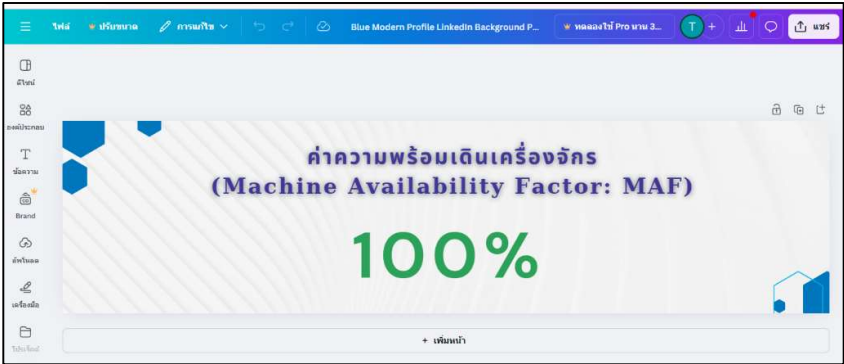 ไฟล์
ปรับขนาด
การแก้ไข
Blue Modern Profile LinkedIn Background P...
ทดลองใช้ Pro นาน 3...
T
+
แชร์
ดีไซน์
องค์ประกอบ
ข้อความ
Brand
อัพโหลด
เครื่องมือ
โปรเจ็กต์
ค่าความพร้อมเดินเครื่องจักร
(Machine Availability Factor: MAF)
100%
+ เพิ่มหน้า